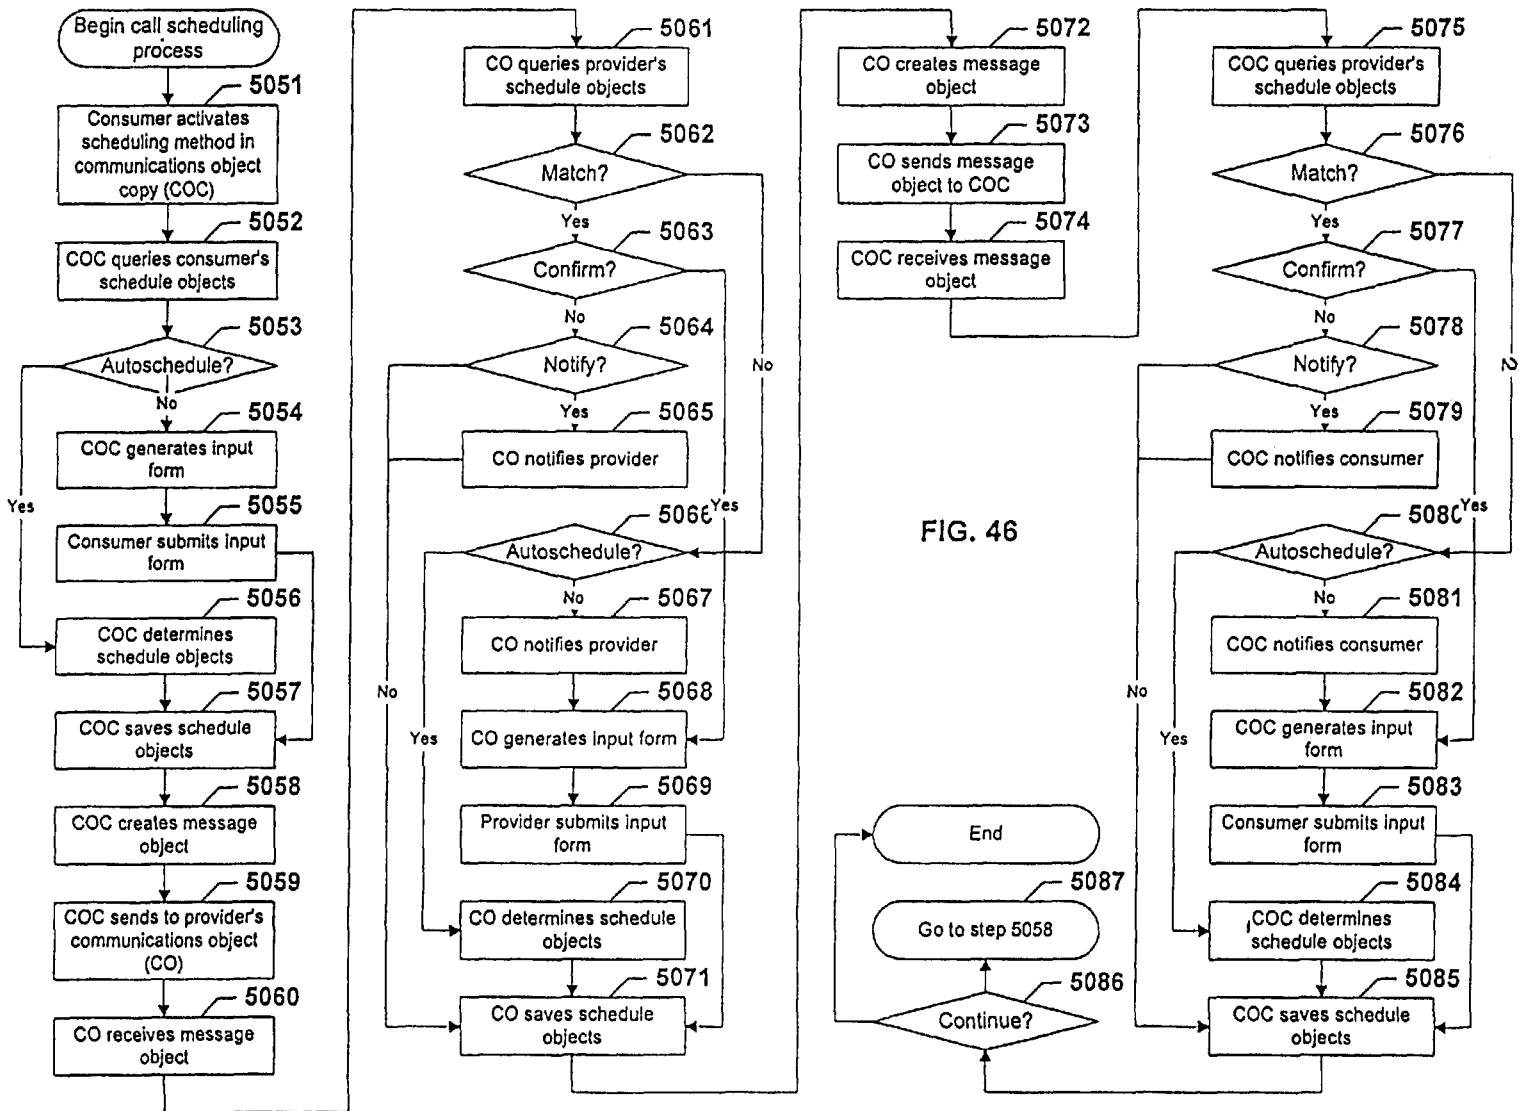 Begin call scheduling
process
5051
Consumer activates
scheduling method in
communications object
copy (COC)
5052
COC queries consumer's
schedule objects
5053
Autoschedule?
No
Yes
5054
COC generates input
form
5055
Consumer submits input
form
5056
COC determines
schedule objects
5057
COC saves schedule
objects
5058
COC creates message
object
5059
COC sends to provider's
communications object
(CO)
5060
CO receives message
object
5061
CO queries provider's
schedule objects
5062
Match?
Yes
No
5063
Confirm?
No
Yes
5064
Notify?
Yes
No
5065
CO notifies provider
5066
Autoschedule?
No
Yes
5067
CO notifies provider
5068
CO generates input form
5069
Provider submits input
form
5070
CO determines schedule
objects
5071
CO saves schedule
objects
5072
CO creates message
object
5073
CO sends message
object to COC
5074
COC receives message
object
FIG. 46
5075
COC queries provider's
schedule objects
5076
Match?
Yes
5077
Confirm?
No
Yes
5078
Notify?
Yes
No
5079
COC notifies consumer
5080
Autoschedule?
No
Yes
5081
COC notifies consumer
5082
COC generates input
form
5083
Consumer submits input
form
5084
COC determines
schedule objects
5085
COC saves schedule
objects
5086
Continue?
5087
Go to step 5058
End